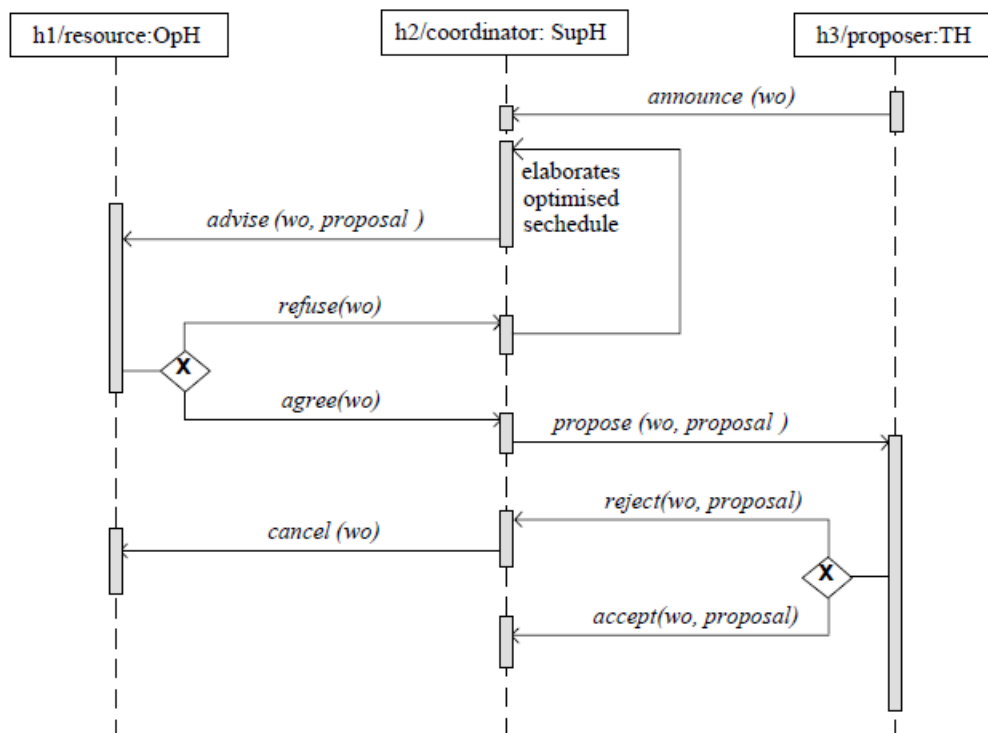 h1/resource:OpH
h2/coordinator: SupH
h3/proposer:TH
announce (wo)
elaborates
optimised
sechedule
advise (wo, proposal )
refuse(wo)
X
agree(wo)
propose (wo, proposal )
reject(wo, proposal)
cancel (wo)
X
accept(wo, proposal)